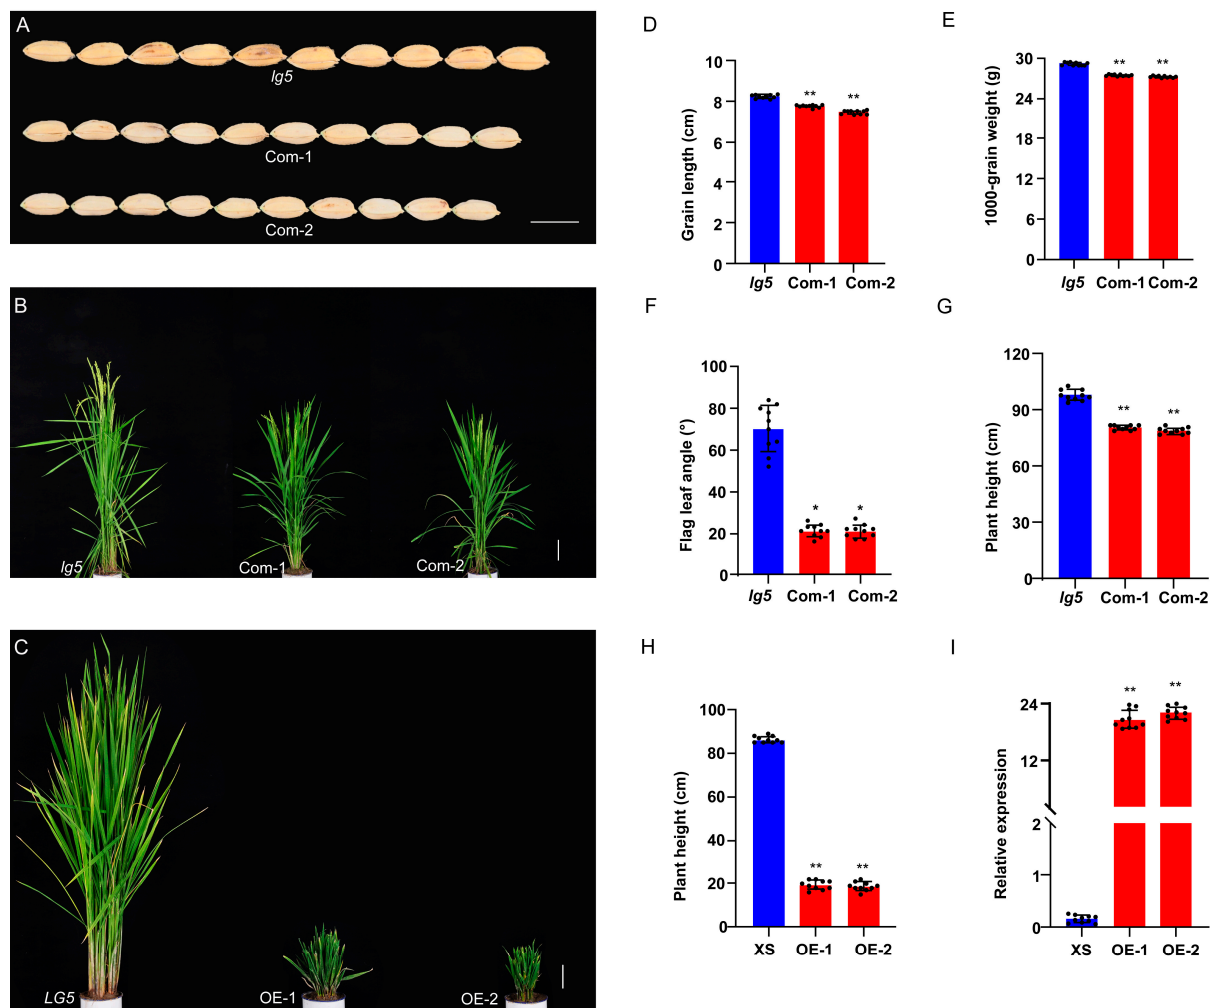 A
lg5
Com-1
Com-2
B
lg5
Com-1
Com-2
C
LG5
OE-1
OE-2
D
Grain length (cm)
10
8
6
4
2
0
**
**
lg5
Com-1
Com-2
E
1000-grain weight (g)
30
24
18
12
6
0
**
**
lg5
Com-1
Com-2
F
Flag leaf angle (°)
100
80
60
40
20
0
*
*
lg5
Com-1
Com-2
G
Plant height (cm)
120
90
60
30
0
**
**
lg5
Com-1
Com-2
H
Plant height (cm)
100
80
60
40
20
0
**
**
XS
OE-1
OE-2
I
Relative expression
24
12
2
1
0
**
**
XS
OE-1
OE-2